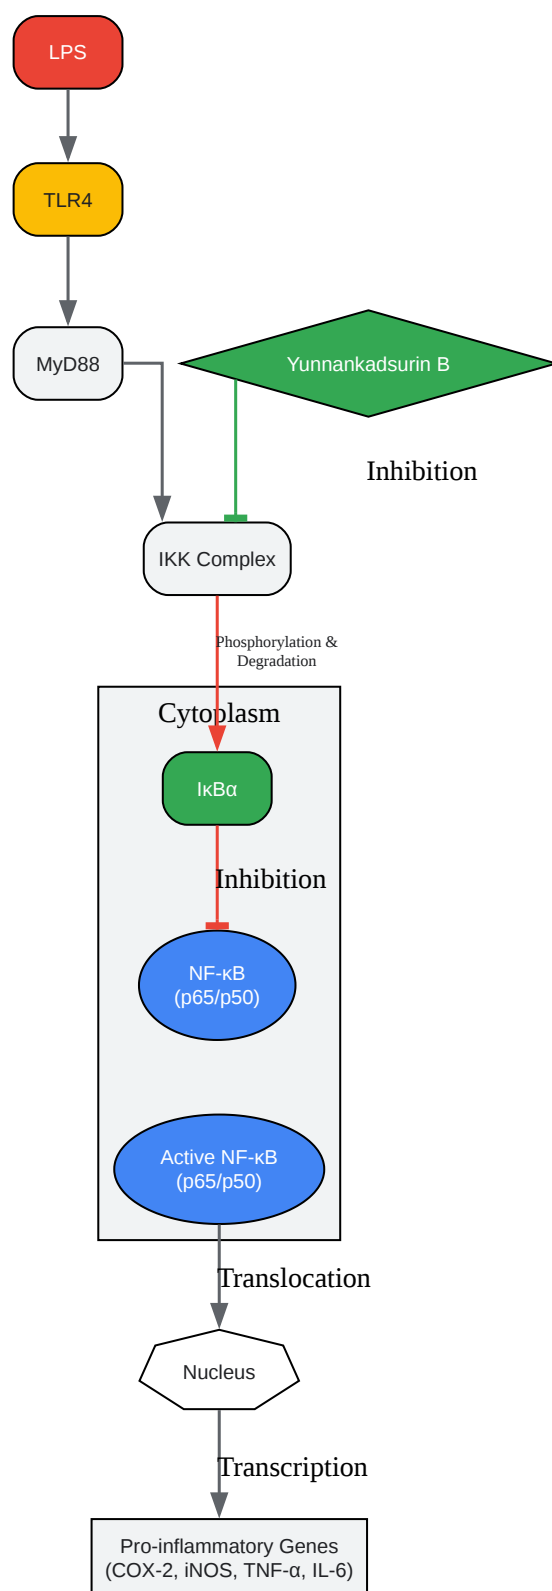 LPS
TLR4
MyD88
Yunnankadsurin B
Inhibition
IKK Complex
Phosphorylation &
Degradation
Cytoplasm
IκBα
Inhibition
NF-κB
(p65/p50)
Active NF-κB
(p65/p50)
Translocation
Nucleus
Transcription
Pro-inflammatory Genes
(COX-2, iNOS, TNF-α, IL-6)